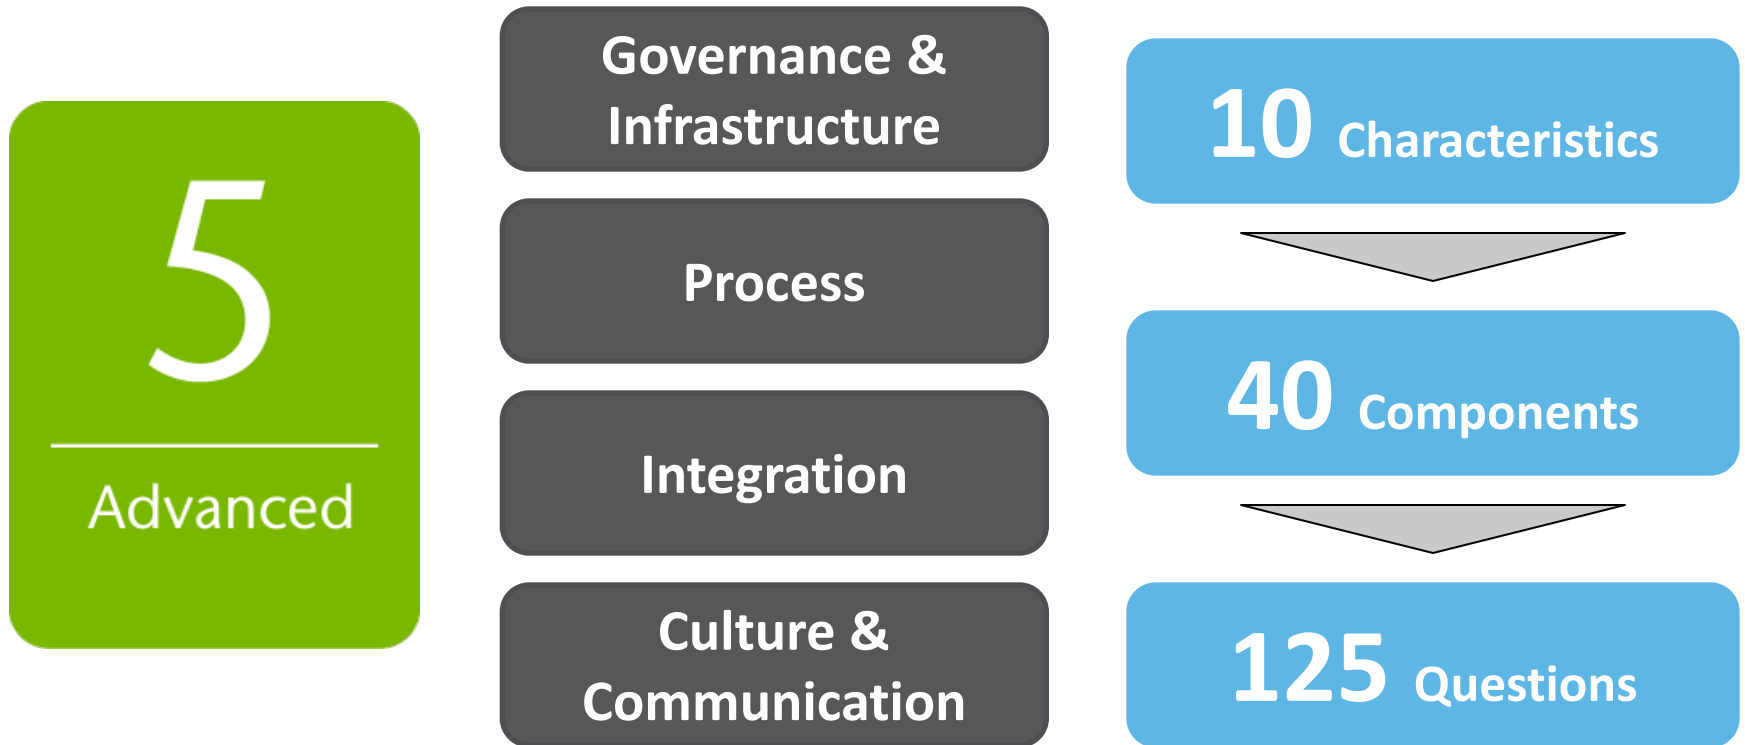 5
Advanced
Governance &
Infrastructure
Process
Integration
Culture &
Communication
10 Characteristics
40 Components
125 Questions